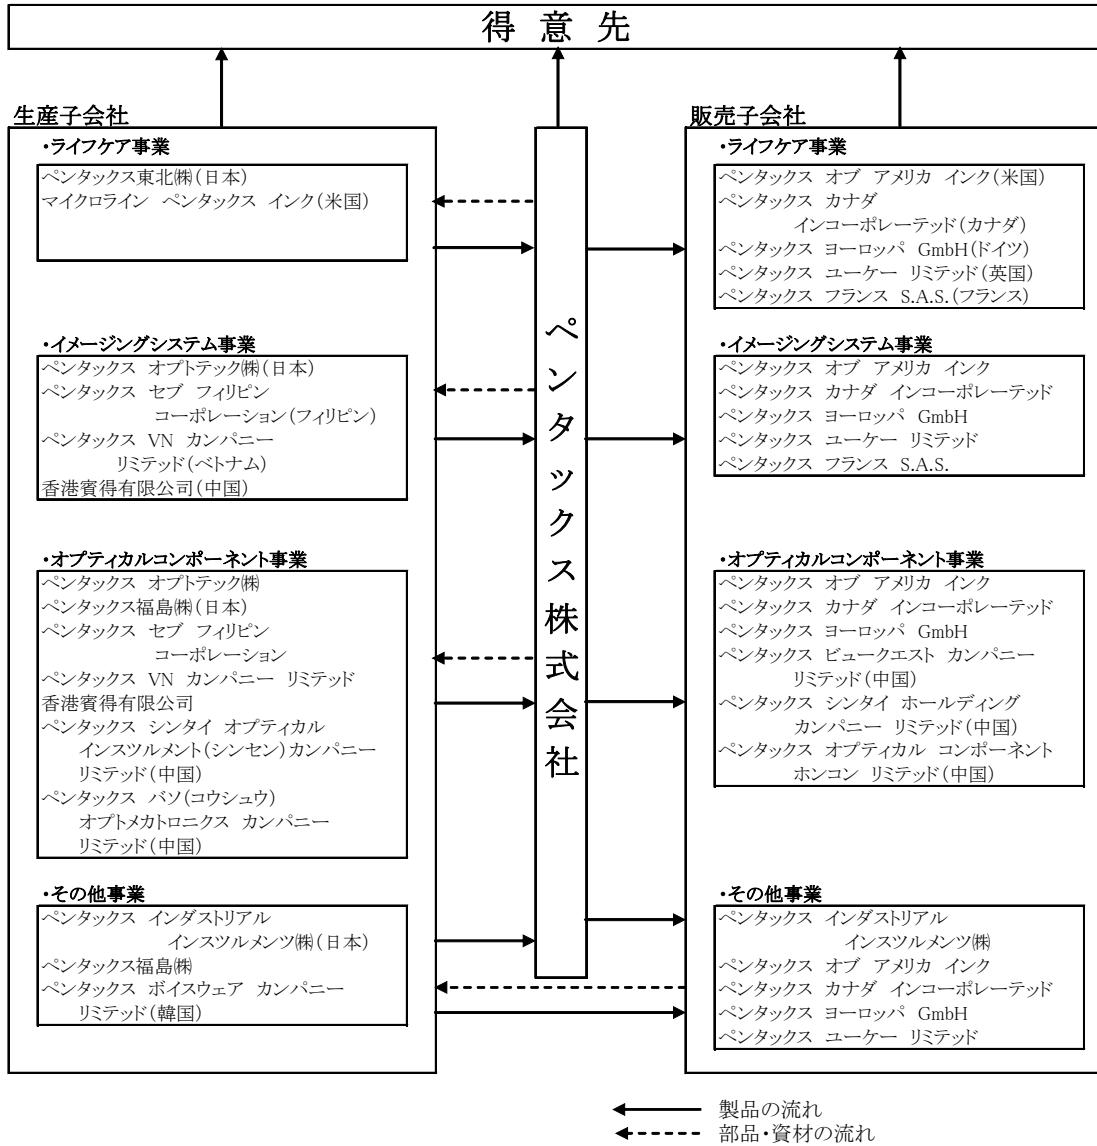 得意先
生産子会社
・ライフケア事業
ペンタックス東北㈱(日本)
マイクロライン ペンタックス インク(米国)
・イメージングシステム事業
ペンタックス オプトテック㈱(日本)
ペンタックス セブ フィリピン
コーポレーション(フィリピン)
ペンタックス VN カンパニー
リミテッド(ベトナム)
香港賓得有限公司(中国)
・オプティカルコンポーネント事業
ペンタックス オプトテック㈱
ペンタックス福島㈱(日本)
ペンタックス セブ フィリピン
コーポレーション
ペンタックス VN カンパニー リミテッド
香港賓得有限公司
ペンタックス シンタイ オプティカル
インスツルメント(シンセン)カンパニー
リミテッド(中国)
ペンタックス バソ(コウシュウ)
オプトメカトロニクス カンパニー
リミテッド(中国)
・その他事業
ペンタックス インダストリアル
インスツルメンツ㈱(日本)
ペンタックス福島㈱
ペンタックス ボイスウェア カンパニー
リミテッド(韓国)
ペンタックス株式会社
販売子会社
・ライフケア事業
ペンタックス オブ アメリカ インク(米国)
ペンタックス カナダ
インコーポレーテッド(カナダ)
ペンタックス ヨーロッパ GmbH(ドイツ)
ペンタックス ユーケー リミテッド(英国)
ペンタックス フランス S.A.S.(フランス)
・イメージングシステム事業
ペンタックス オブ アメリカ インク
ペンタックス カナダ インコーポレーテッド
ペンタックス ヨーロッパ GmbH
ペンタックス ユーケー リミテッド
ペンタックス フランス S.A.S.
・オプティカルコンポーネント事業
ペンタックス オブ アメリカ インク
ペンタックス カナダ インコーポレーテッド
ペンタックス ヨーロッパ GmbH
ペンタックス ビュークエスト カンパニー
リミテッド(中国)
ペンタックス シンタイ ホールディング
カンパニー リミテッド(中国)
ペンタックス オプティカル コンポーネント
ホンコン リミテッド(中国)
・その他事業
ペンタックス インダストリアル
インスツルメンツ㈱
ペンタックス オブ アメリカ インク
ペンタックス カナダ インコーポレーテッド
ペンタックス ヨーロッパ GmbH
ペンタックス ユーケー リミテッド
製品の流れ
部品・資材の流れ